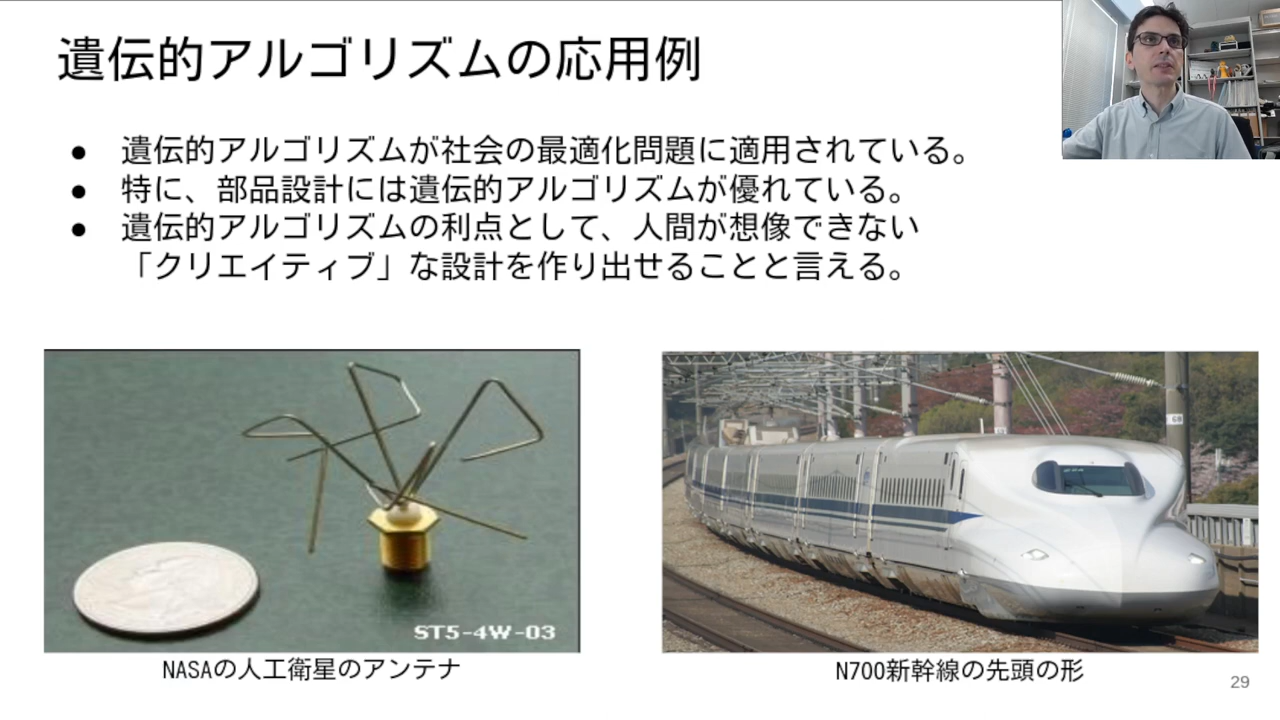 遺伝的アルゴリズムの応用例
● 遺伝的アルゴリズムが社会の最適化問題に適用されている。
● 特に、部品設計には遺伝的アルゴリズムが優れている。
● 遺伝的アルゴリズムの利点として、人間が想像できない
「クリエイティブ」な設計を作り出せることと言える。
ST5-4W-03
NASAの人工衛星のアンテナ
N700新幹線の先頭の形
29